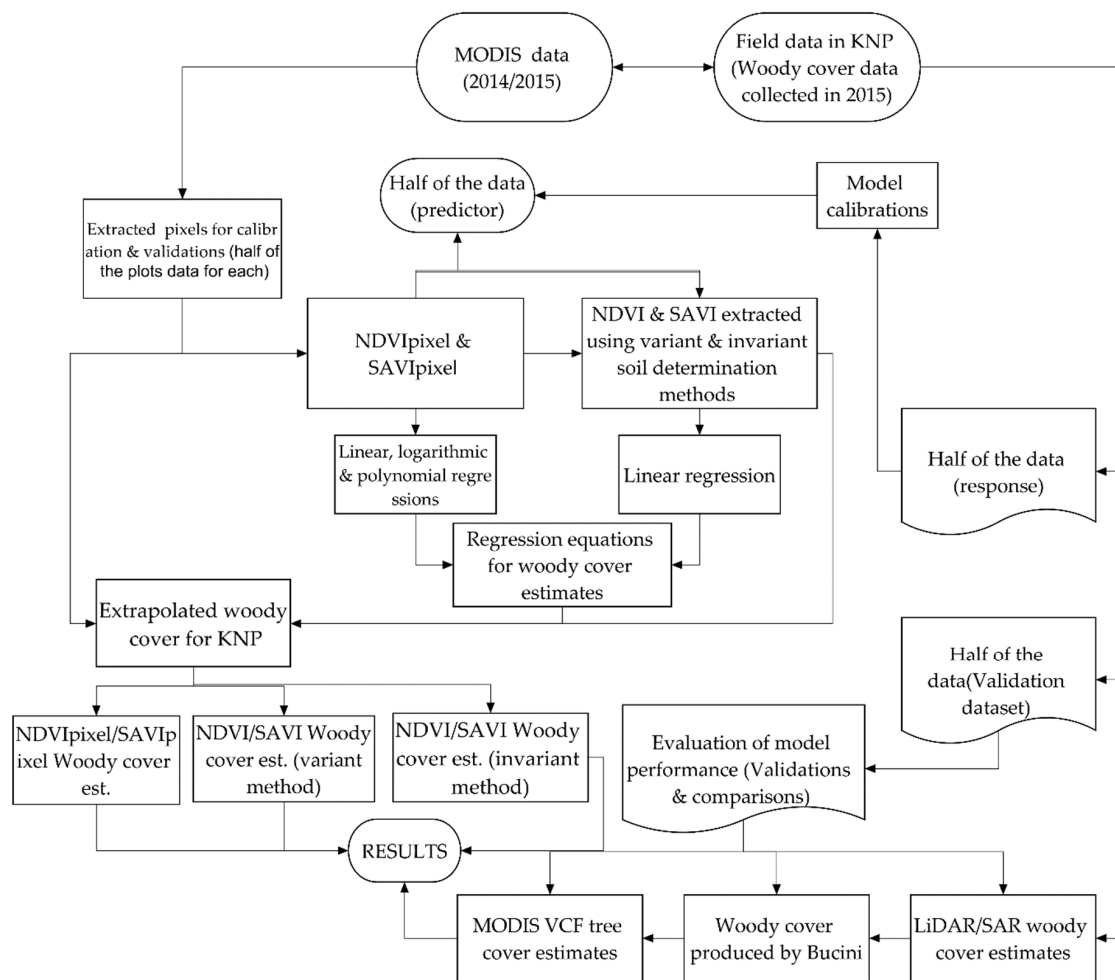 MODIS data
(2014/2015)
Field data in KNP
(Woody cover data
collected in 2015)
Half of the data
(predictor)
Model
calibrations
Extracted pixels for calibr
ation & validations (half of
the plots data for each)
NDVIpixel &
SAVIpixel
NDVI & SAVI extracted
using variant & invariant
soil determination
methods
Linear, logarithmic
& polynomial regre
ssions
Linear regression
Half of the data
(response)
Regression equations
for woody cover
estimates
Extrapolated woody
cover for KNP
Half of the
data(Validation
dataset)
NDVIpixel/SAVIp
ixel Woody cover
est.
NDVI/SAVI Woody
cover est. (variant
method)
NDVI/SAVI Woody
cover est. (invariant
method)
Evaluation of model
performance (Validations
& comparisons)
RESULTS
MODIS VCF tree
cover estimates
Woody cover
produced by Bucini
LiDAR/SAR woody
cover estimates